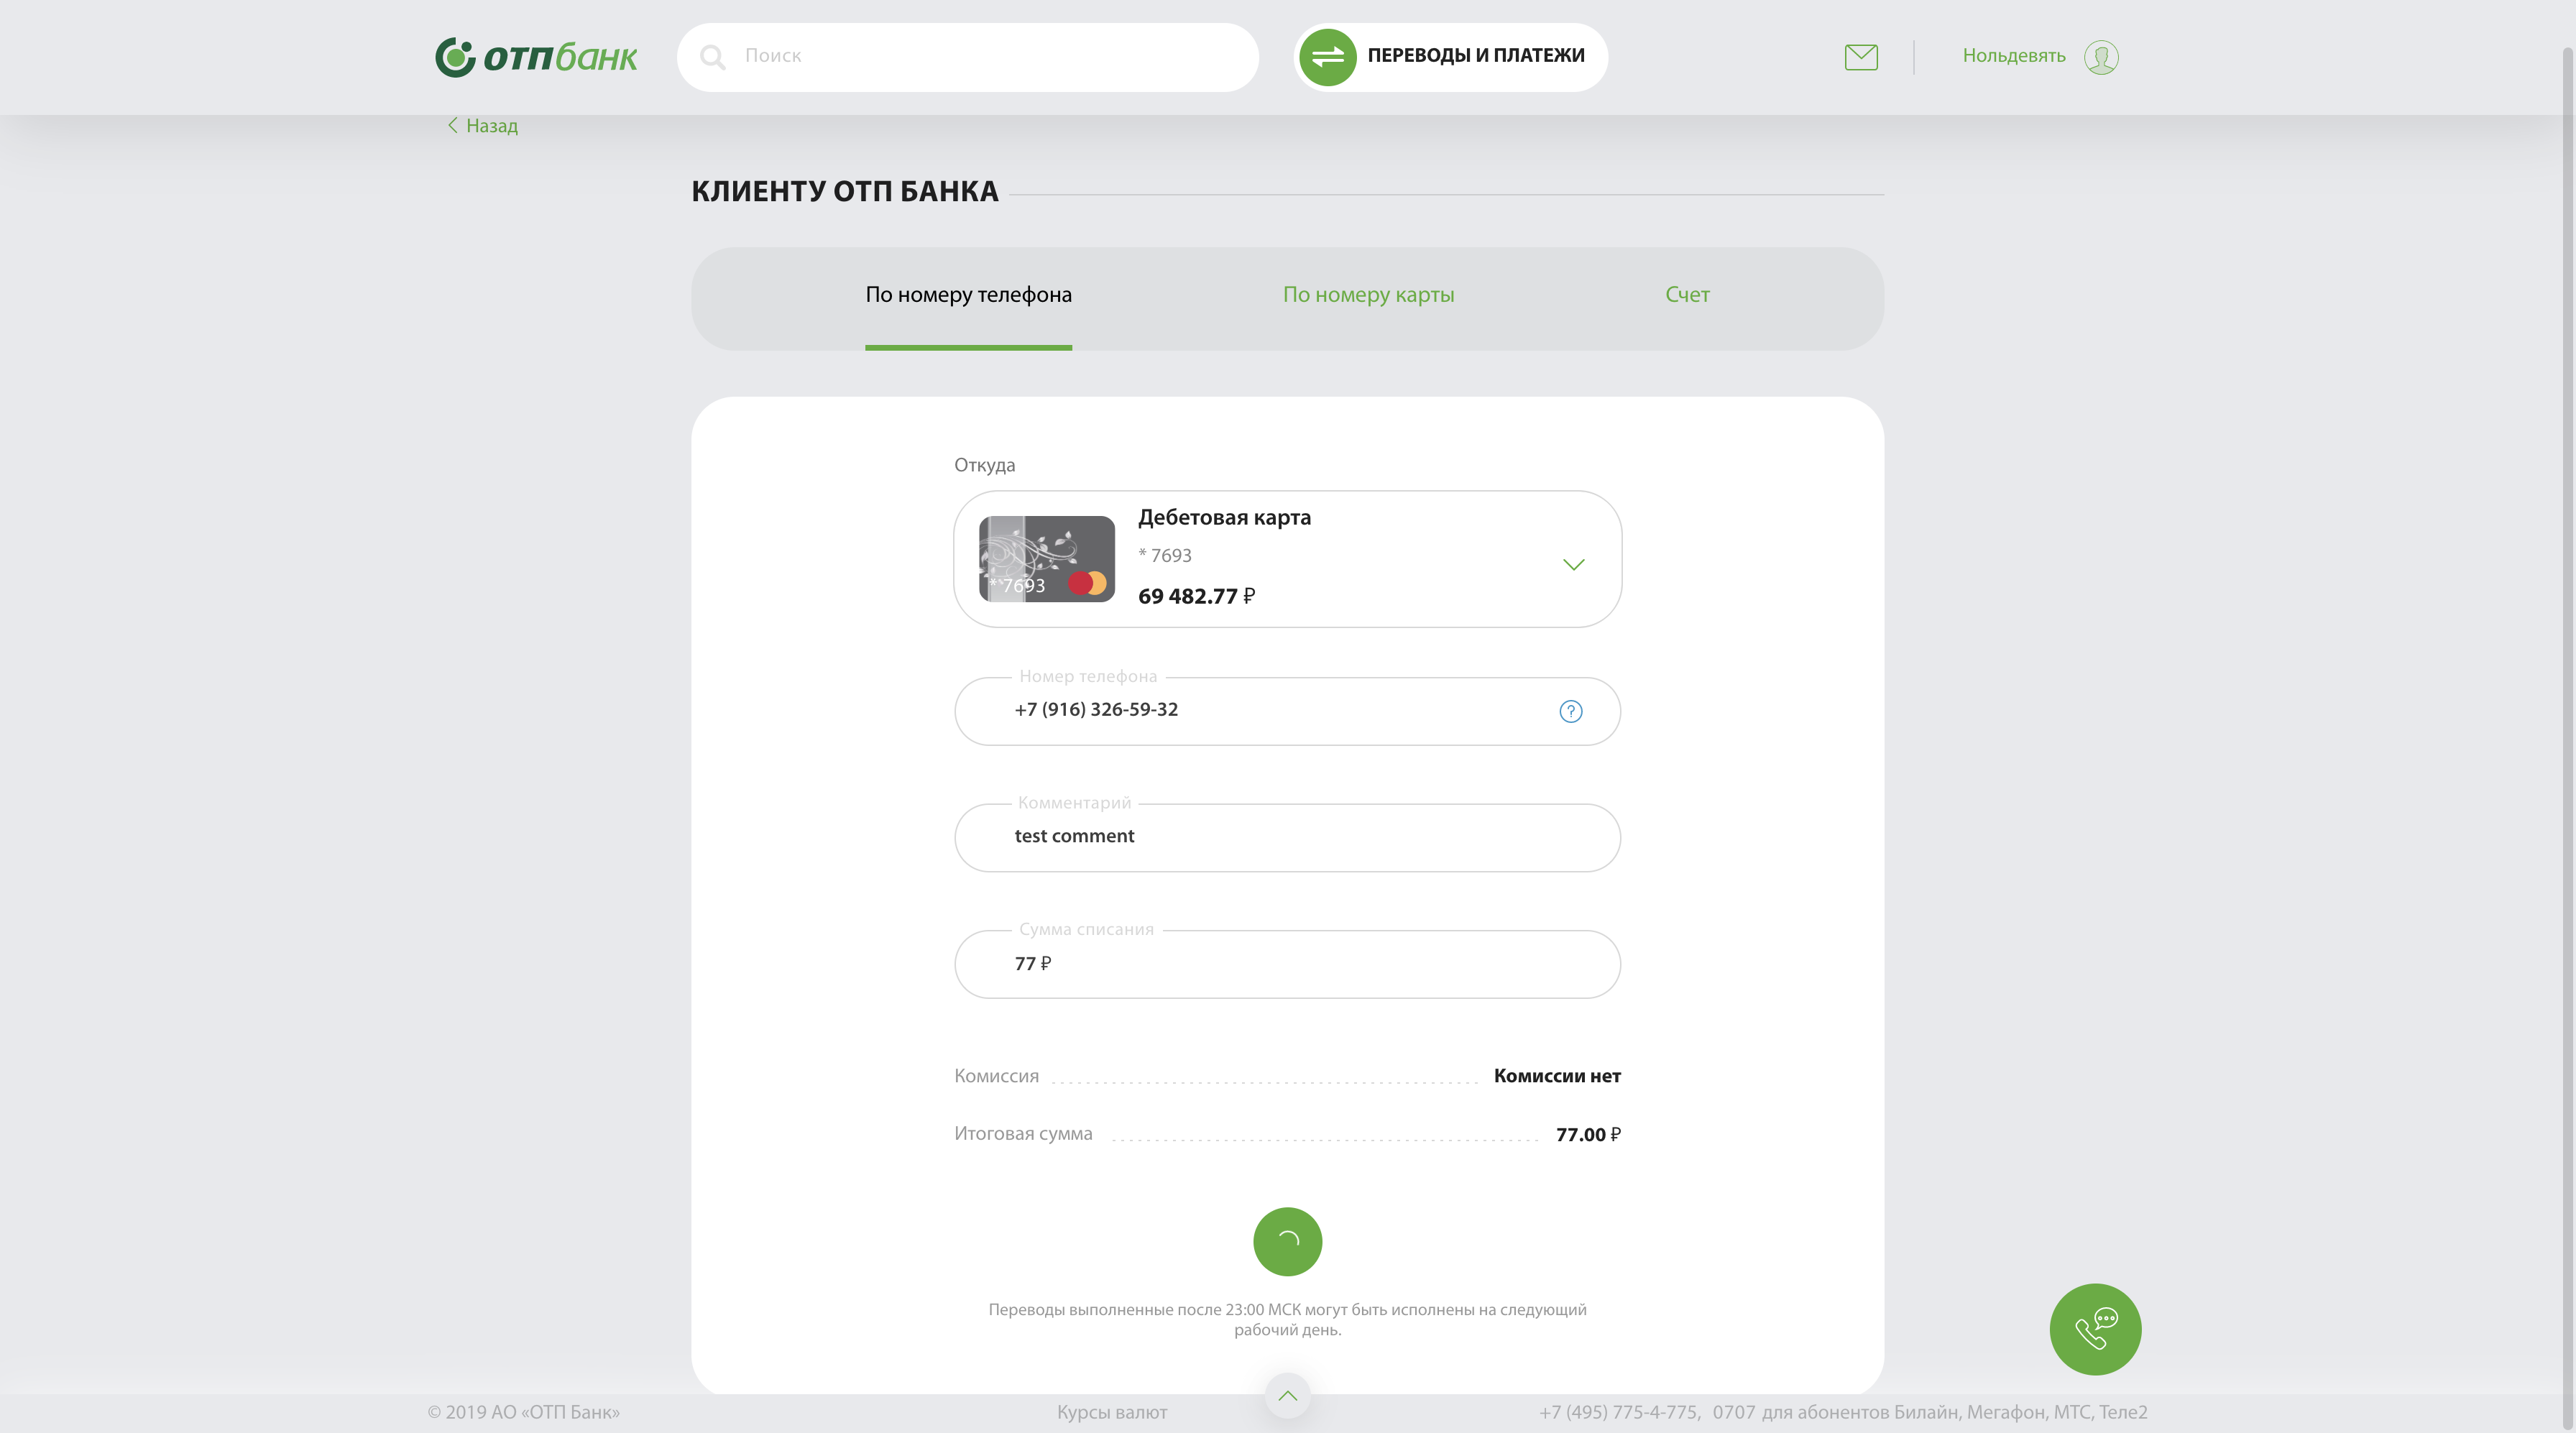 отпбанк
Поиск
ПЕРЕВОДЫ И ПЛАТЕЖИ
Нольдевять
Назад
КЛИЕНТУ ОТП БАНКА
По номеру телефона
По номеру карты
Счет
Откуда
Дебетовая карта
* 7693
* 7693
69 482.77 ₽
Номер телефона
+7 (916) 326-59-32
?
Комментарий
test comment
Сумма списания
77 ₽
Комиссия
Комиссии нет
Итоговая сумма
77.00 ₽
Переводы выполненные после 23:00 МСК могут быть исполнены на следующий
рабочий день.
© 2019 АО «ОТП Банк»
Курсы валют
+7 (495) 775-4-775, 0707 для абонентов Билайн, Мегафон, МТС, Теле2